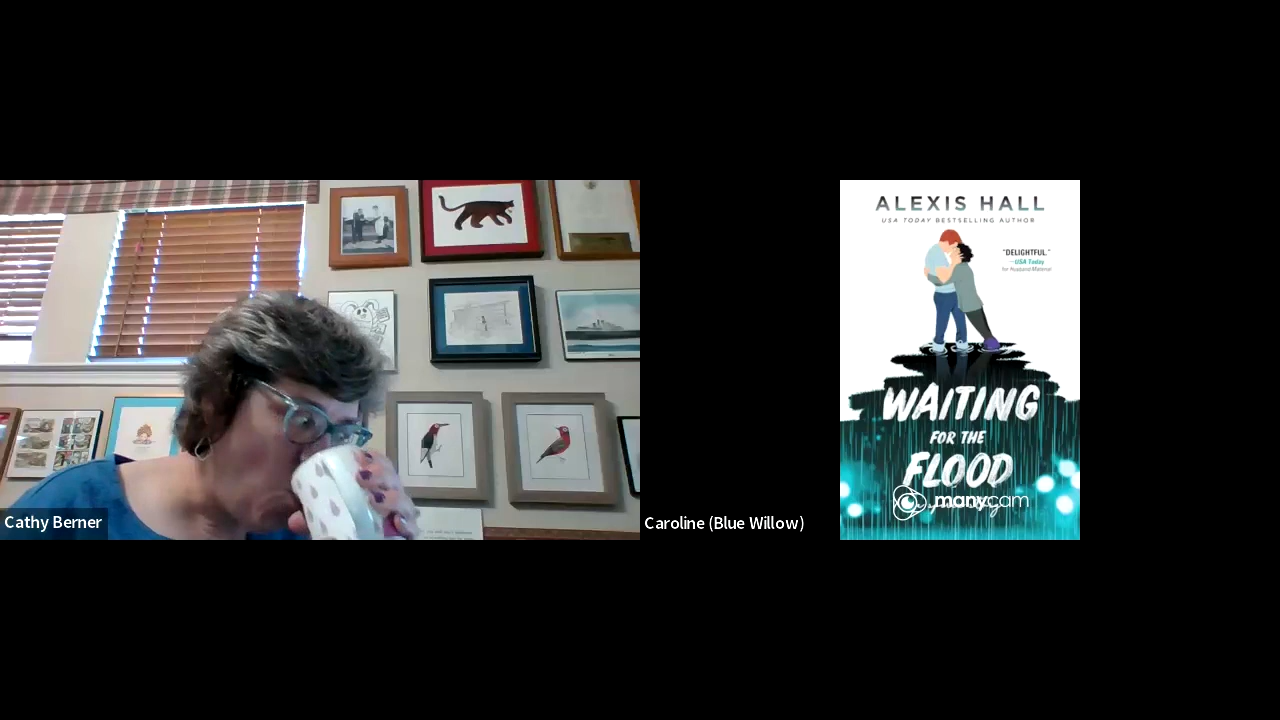 Cathy Berner
Caroline (Blue Willow)
ALEXIS HALL
USA TODAY BESTSELLING AUTHOR
"DELIGHTFUL."
—USA Today
for Husband Material
WAITING
FOR THE
FLOOD
manycam